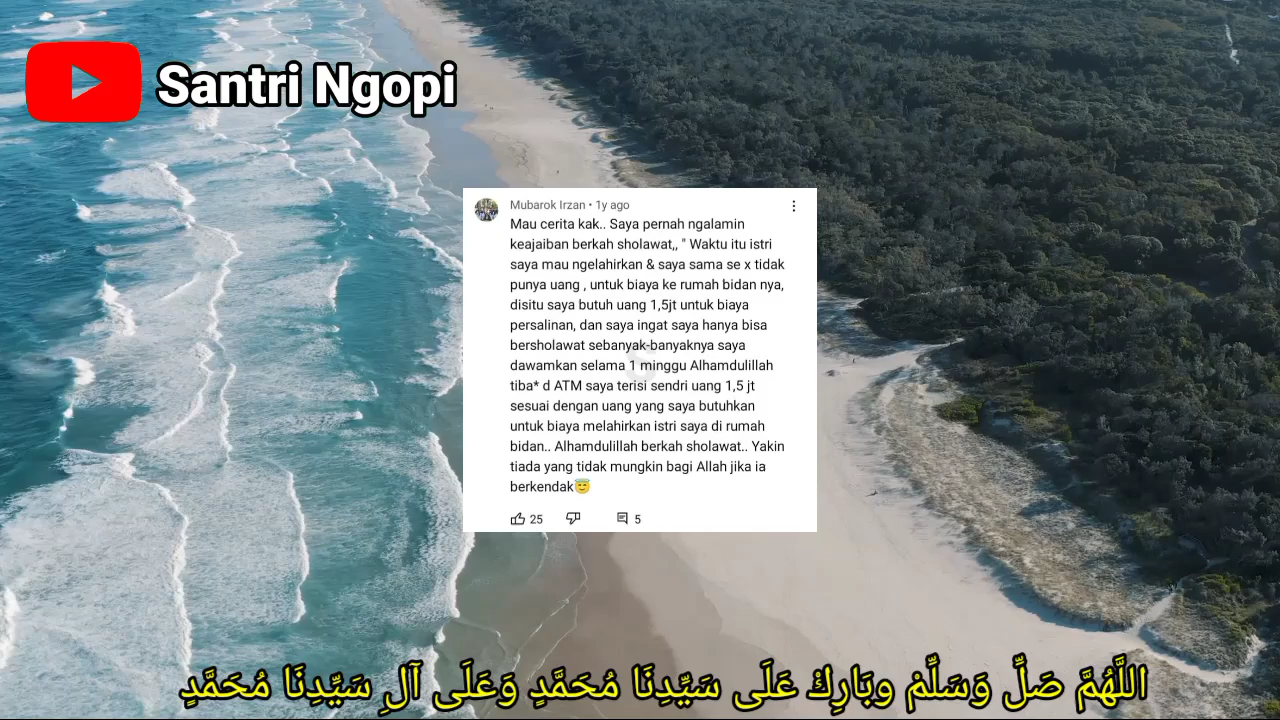 Santri Ngopi
Mubarok Irzan • 1y ago
Mau cerita kak.. Saya pernah ngalamin
keajaiban berkah sholawat,, " Waktu itu istri
saya mau ngelahirkan & saya sama se x tidak
punya uang , untuk biaya ke rumah bidan nya,
disitu saya butuh uang 1,5jt untuk biaya
persalinan, dan saya ingat saya hanya bisa
bersholawat sebanyak-banyaknya saya
dawamkan selama 1 minggu Alhamdulillah
tiba* d ATM saya terisi sendri uang 1,5 jt
sesuai dengan uang yang saya butuhkan
untuk biaya melahirkan istri saya di rumah
bidan.. Alhamdulillah berkah sholawat.. Yakin
tiada yang tidak mungkin bagi Allah jika ia
berkendak😇
25 5
اللَّهُمَّ صَلِّ وَسَلِّمْ وبَارِكْ عَلَى سَيِّدِنَا مُحَمَّدٍ وَعَلَى آلِ سَيِّدِنَا مُحَمَّدٍ